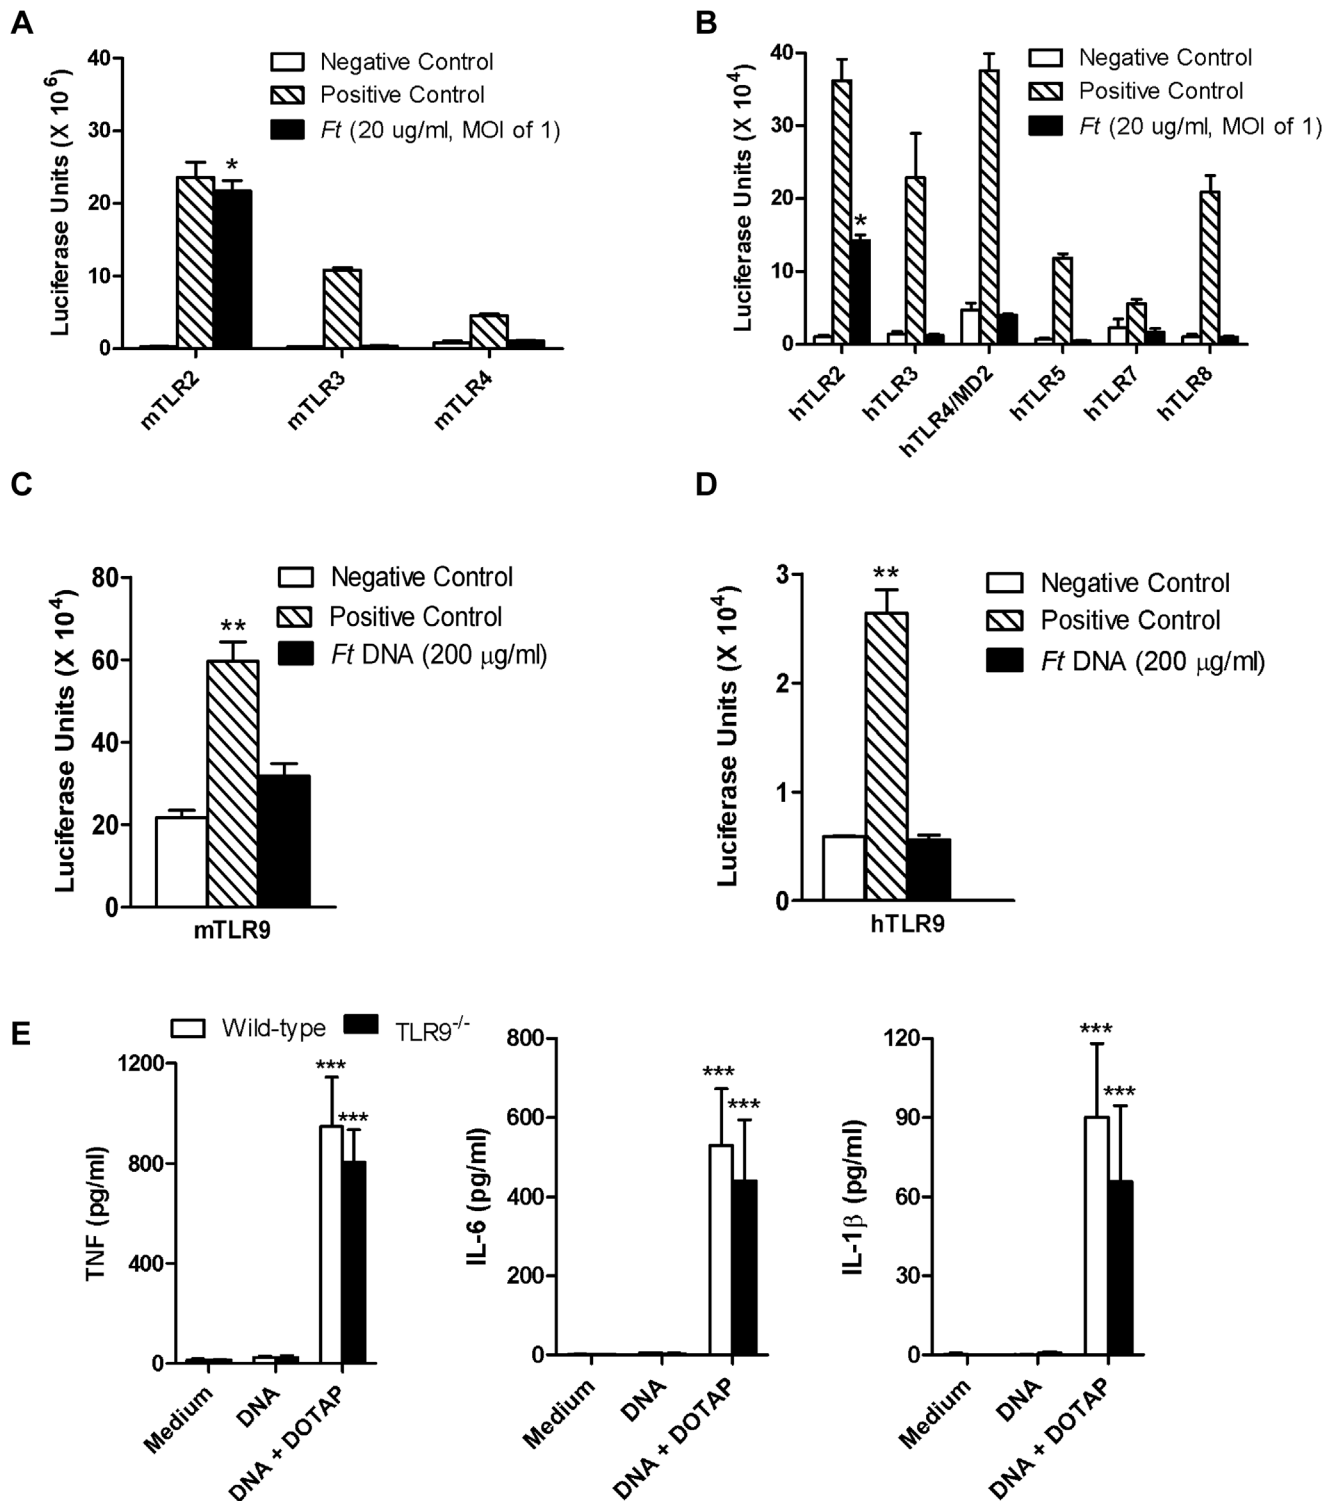 A
Luciferase Units (X 10⁶)
40
30
20
10
0
Negative Control
Positive Control
Ft (20 ug/ml, MOI of 1)
*
mTLR2
mTLR3
mTLR4
B
Luciferase Units (X 10⁴)
40
30
20
10
0
Negative Control
Positive Control
Ft (20 ug/ml, MOI of 1)
*
hTLR2
hTLR3
hTLR4/MD2
hTLR5
hTLR7
hTLR8
C
Luciferase Units (X 10⁴)
80
60
40
20
0
Negative Control
Positive Control
Ft DNA (200 μg/ml)
**
mTLR9
D
Luciferase Units (X 10⁴)
3
2
1
0
Negative Control
Positive Control
Ft DNA (200 μg/ml)
**
hTLR9
E
Wild-type
TLR9⁻/⁻
TNF (pg/ml)
1200
800
400
0
***
***
Medium
DNA
DNA + DOTAP
IL-6 (pg/ml)
800
600
400
200
0
***
***
Medium
DNA
DNA + DOTAP
IL-1β (pg/ml)
120
90
60
30
0
***
***
Medium
DNA
DNA + DOTAP